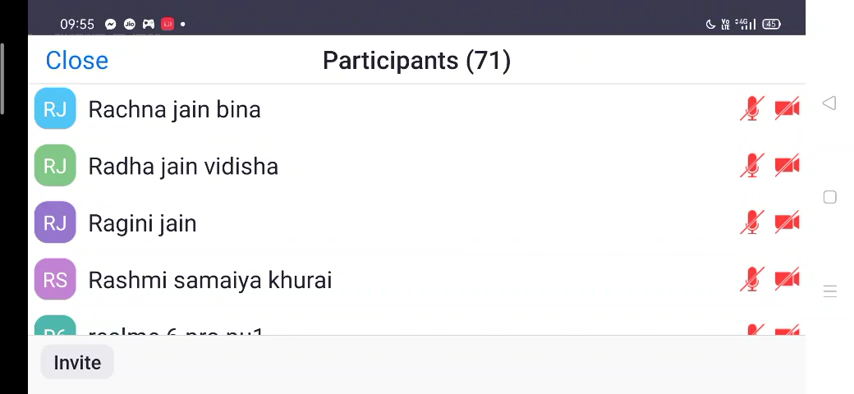 09:55
45
Close
Participants (71)
RJ Rachna jain bina
RJ Radha jain vidisha
RJ Ragini jain
RS Rashmi samaiya khurai
Invite